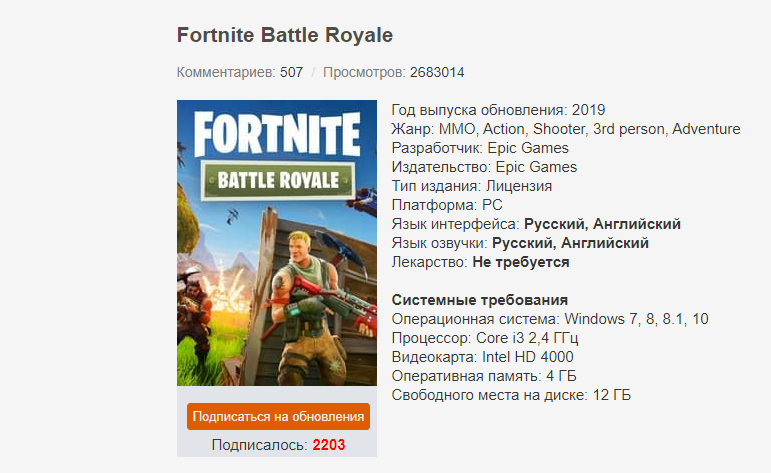 Fortnite Battle Royale
Комментариев: 507 / Просмотров: 2683014
FORTNITE
BATTLE ROYALE
Подписаться на обновления
Подписалось: 2203
Год выпуска обновления: 2019
Жанр: MMO, Action, Shooter, 3rd person, Adventure
Разработчик: Epic Games
Издательство: Epic Games
Тип издания: Лицензия
Платформа: PC
Язык интерфейса: Русский, Английский
Язык озвучки: Русский, Английский
Лекарство: Не требуется
Системные требования
Операционная система: Windows 7, 8, 8.1, 10
Процессор: Core i3 2,4 ГГц
Видеокарта: Intel HD 4000
Оперативная память: 4 ГБ
Свободного места на диске: 12 ГБ